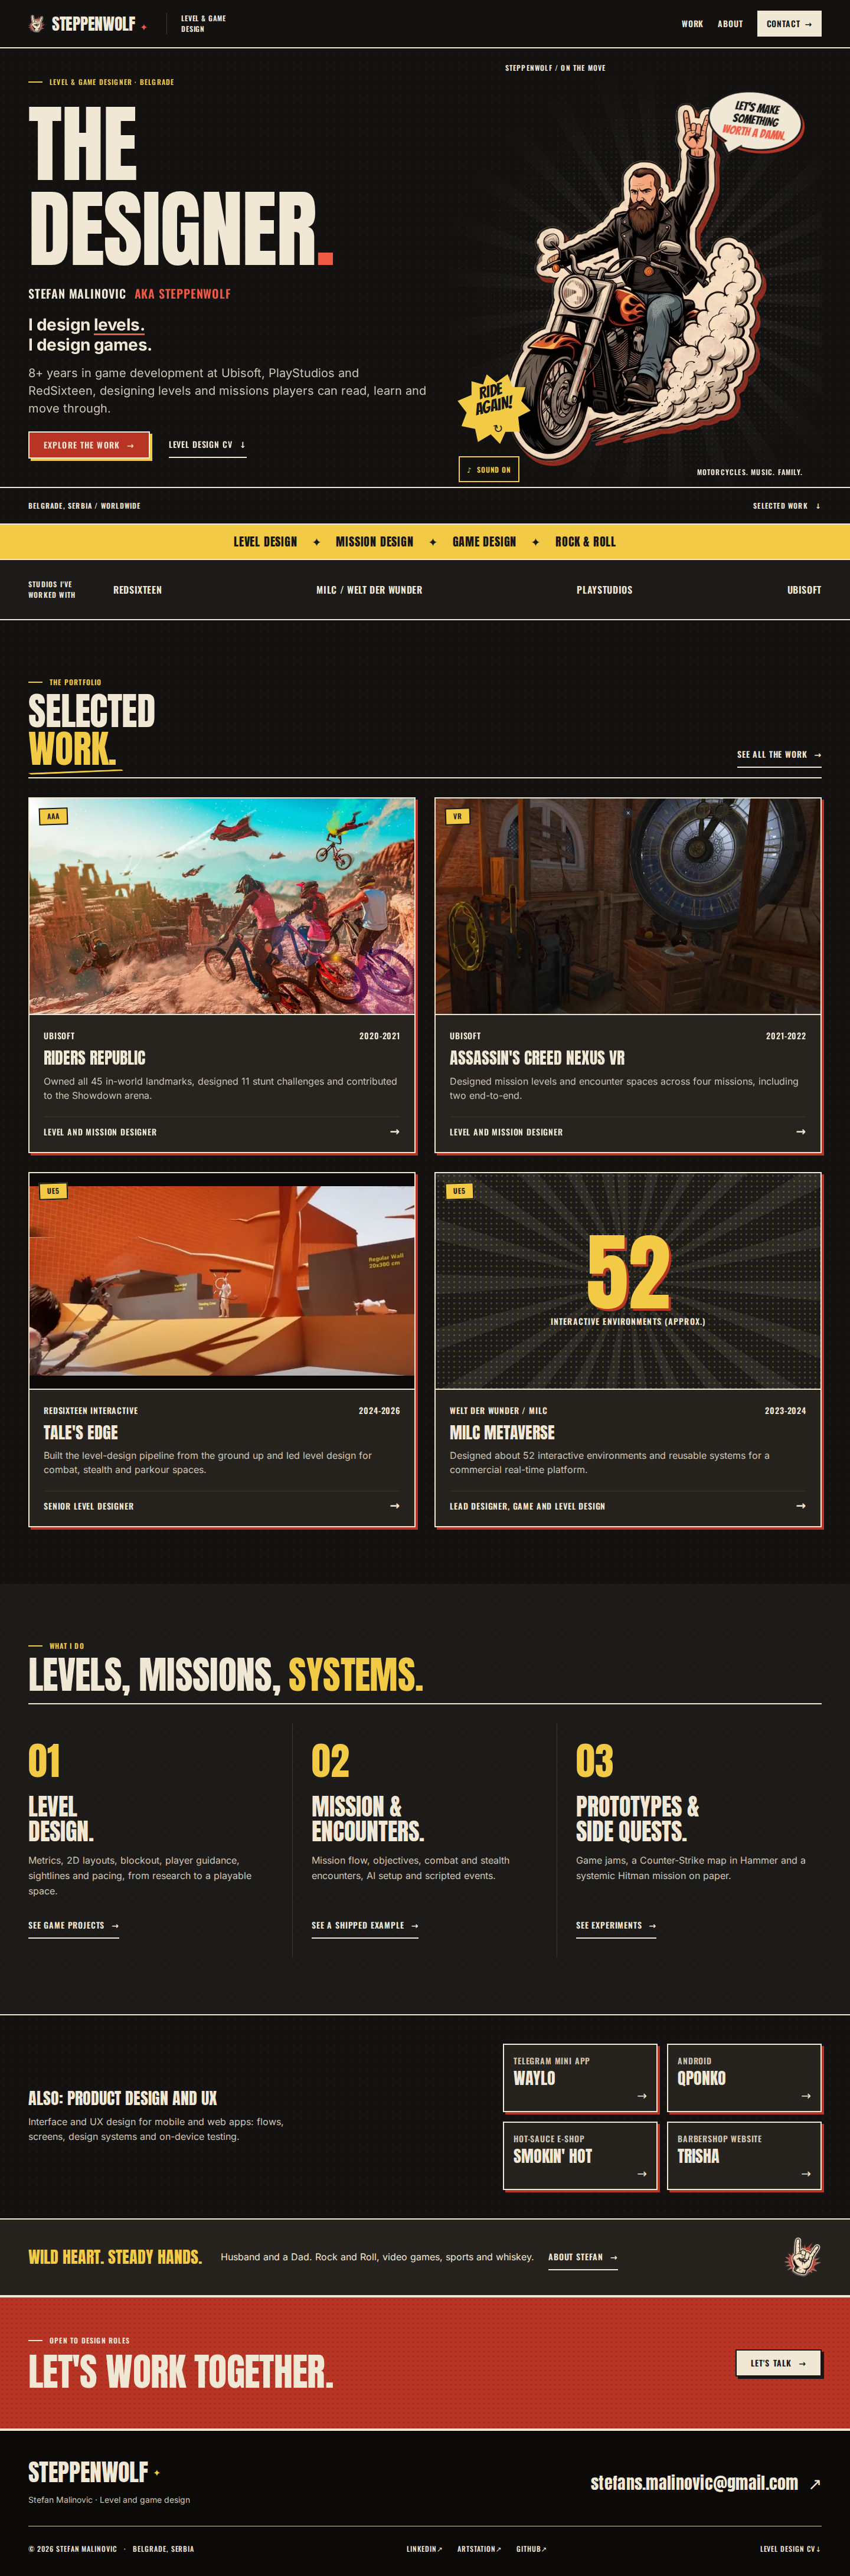 STEPPENWOLF
LEVEL & GAME
DESIGN
WORK
ABOUT
CONTACT →
LEVEL & GAME DESIGNER · BELGRADE
STEPPENWOLF / ON THE MOVE
THE
DESIGNER.
LET'S MAKE
SOMETHING
WORTH A DAMN.
STEFAN MALINOVIC AKA STEPPENWOLF
I design levels.
I design games.
8+ years in game development at Ubisoft, PlayStudios and
RedSixteen, designing levels and missions players can read, learn and
move through.
EXPLORE THE WORK →
LEVEL DESIGN CV ↓
RIDE
AGAIN!
↻
♪ SOUND ON
MOTORCYCLES. MUSIC. FAMILY.
BELGRADE, SERBIA / WORLDWIDE
SELECTED WORK ↓
LEVEL DESIGN ✦ MISSION DESIGN ✦ GAME DESIGN ✦ ROCK & ROLL
STUDIOS I'VE
WORKED WITH
REDSIXTEEN
MILC / WELT DER WUNDER
PLAYSTUDIOS
UBISOFT
THE PORTFOLIO
SELECTED
WORK.
SEE ALL THE WORK →
AAA
UBISOFT
2020-2021
RIDERS REPUBLIC
Owned all 45 in-world landmarks, designed 11 stunt challenges and contributed
to the Showdown arena.
LEVEL AND MISSION DESIGNER →
VR
UBISOFT
2021-2022
ASSASSIN'S CREED NEXUS VR
Designed mission levels and encounter spaces across four missions, including
two end-to-end.
LEVEL AND MISSION DESIGNER →
UE5
Regular Wall
20x300 cm
REDSIXTEEN INTERACTIVE
2024-2026
TALE'S EDGE
Built the level-design pipeline from the ground up and led level design for
combat, stealth and parkour spaces.
SENIOR LEVEL DESIGNER →
UE5
52
INTERACTIVE ENVIRONMENTS (APPROX.)
WELT DER WUNDER / MILC
2023-2024
MILC METAVERSE
Designed about 52 interactive environments and reusable systems for a
commercial real-time platform.
LEAD DESIGNER, GAME AND LEVEL DESIGN →
WHAT I DO
LEVELS, MISSIONS, SYSTEMS.
01
LEVEL
DESIGN.
Metrics, 2D layouts, blockout, player guidance,
sightlines and pacing, from research to a playable
space.
SEE GAME PROJECTS →
02
MISSION &
ENCOUNTERS.
Mission flow, objectives, combat and stealth
encounters, AI setup and scripted events.
SEE A SHIPPED EXAMPLE →
03
PROTOTYPES &
SIDE QUESTS.
Game jams, a Counter-Strike map in Hammer and a
systemic Hitman mission on paper.
SEE EXPERIMENTS →
ALSO: PRODUCT DESIGN AND UX
Interface and UX design for mobile and web apps: flows,
screens, design systems and on-device testing.
TELEGRAM MINI APP
WAYLO
→
ANDROID
QPONKO
→
HOT-SAUCE E-SHOP
SMOKIN' HOT
→
BARBERSHOP WEBSITE
TRISHA
→
WILD HEART. STEADY HANDS.
Husband and a Dad. Rock and Roll, video games, sports and whiskey.
ABOUT STEFAN →
OPEN TO DESIGN ROLES
LET'S WORK TOGETHER.
LET'S TALK →
STEPPENWOLF
Stefan Malinovic · Level and game design
stefans.malinovic@gmail.com ↗
© 2026 STEFAN MALINOVIC · BELGRADE, SERBIA
LINKEDIN↗
ARTSTATION↗
GITHUB↗
LEVEL DESIGN CV↓